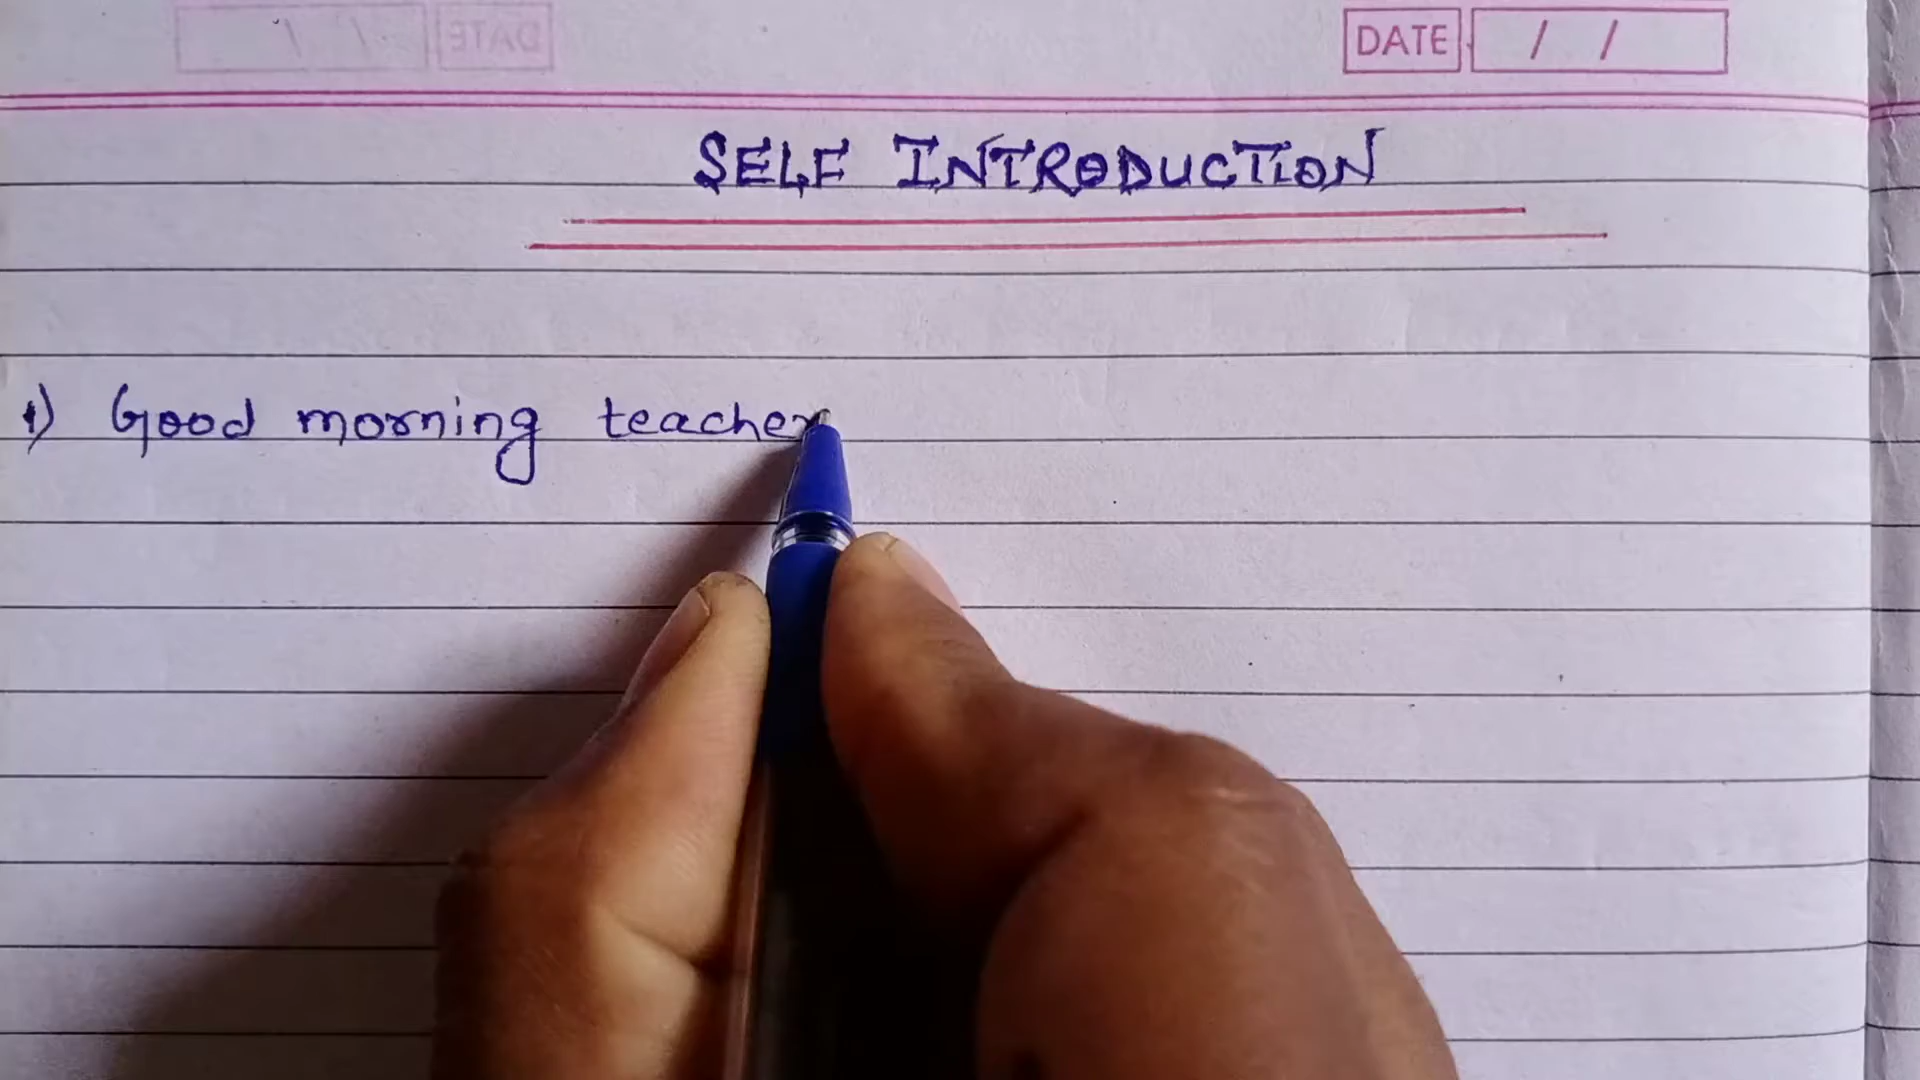 DATE / /
SELF INTRODUCTION
1) Good morning teacher